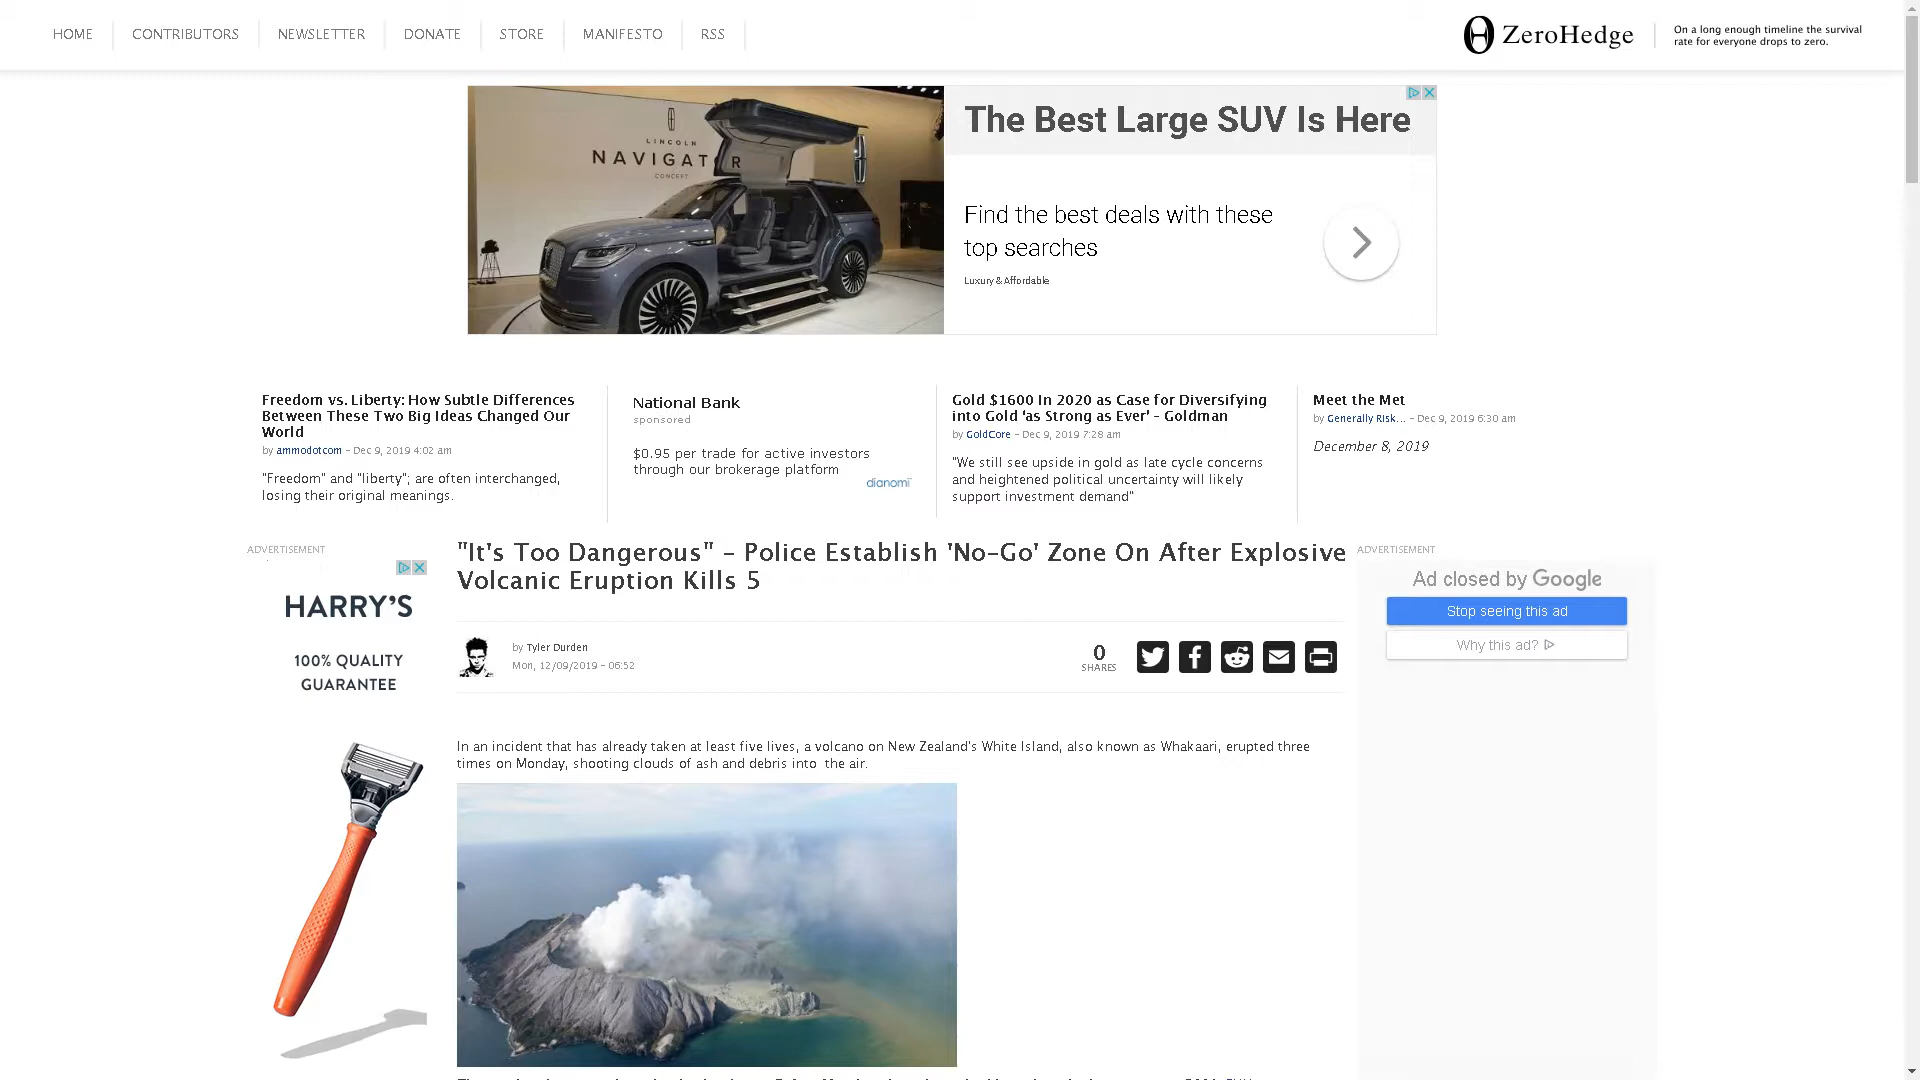 HOME
CONTRIBUTORS
NEWSLETTER
DONATE
STORE
MANIFESTO
RSS
ZeroHedge
On a long enough timeline the survival
rate for everyone drops to zero.
LINCOLN
NAVIGATOR
CONCEPT
The Best Large SUV Is Here
Find the best deals with these
top searches
Luxury & Affordable
Freedom vs. Liberty: How Subtle Differences
Between These Two Big Ideas Changed Our
World
by ammodotcom - Dec 9, 2019 4:02 am
"Freedom" and "liberty"; are often interchanged,
losing their original meanings.
National Bank
sponsored
$0.95 per trade for active investors
through our brokerage platform
dianomi
Gold $1600 In 2020 as Case for Diversifying
into Gold ‘as Strong as Ever’ – Goldman
by GoldCore - Dec 9, 2019 7:28 am
"We still see upside in gold as late cycle concerns
and heightened political uncertainty will likely
support investment demand"
Meet the Met
by Generally Risk... - Dec 9, 2019 6:30 am
December 8, 2019
ADVERTISEMENT
HARRY'S
100% QUALITY
GUARANTEE
"It's Too Dangerous" - Police Establish 'No-Go' Zone On After Explosive
Volcanic Eruption Kills 5
by Tyler Durden
Mon, 12/09/2019 - 06:52
0
SHARES
In an incident that has already taken at least five lives, a volcano on New Zealand's White Island, also known as Whakaari, erupted three
times on Monday, shooting clouds of ash and debris into  the air.
ADVERTISEMENT
Ad closed by Google
Stop seeing this ad
Why this ad?